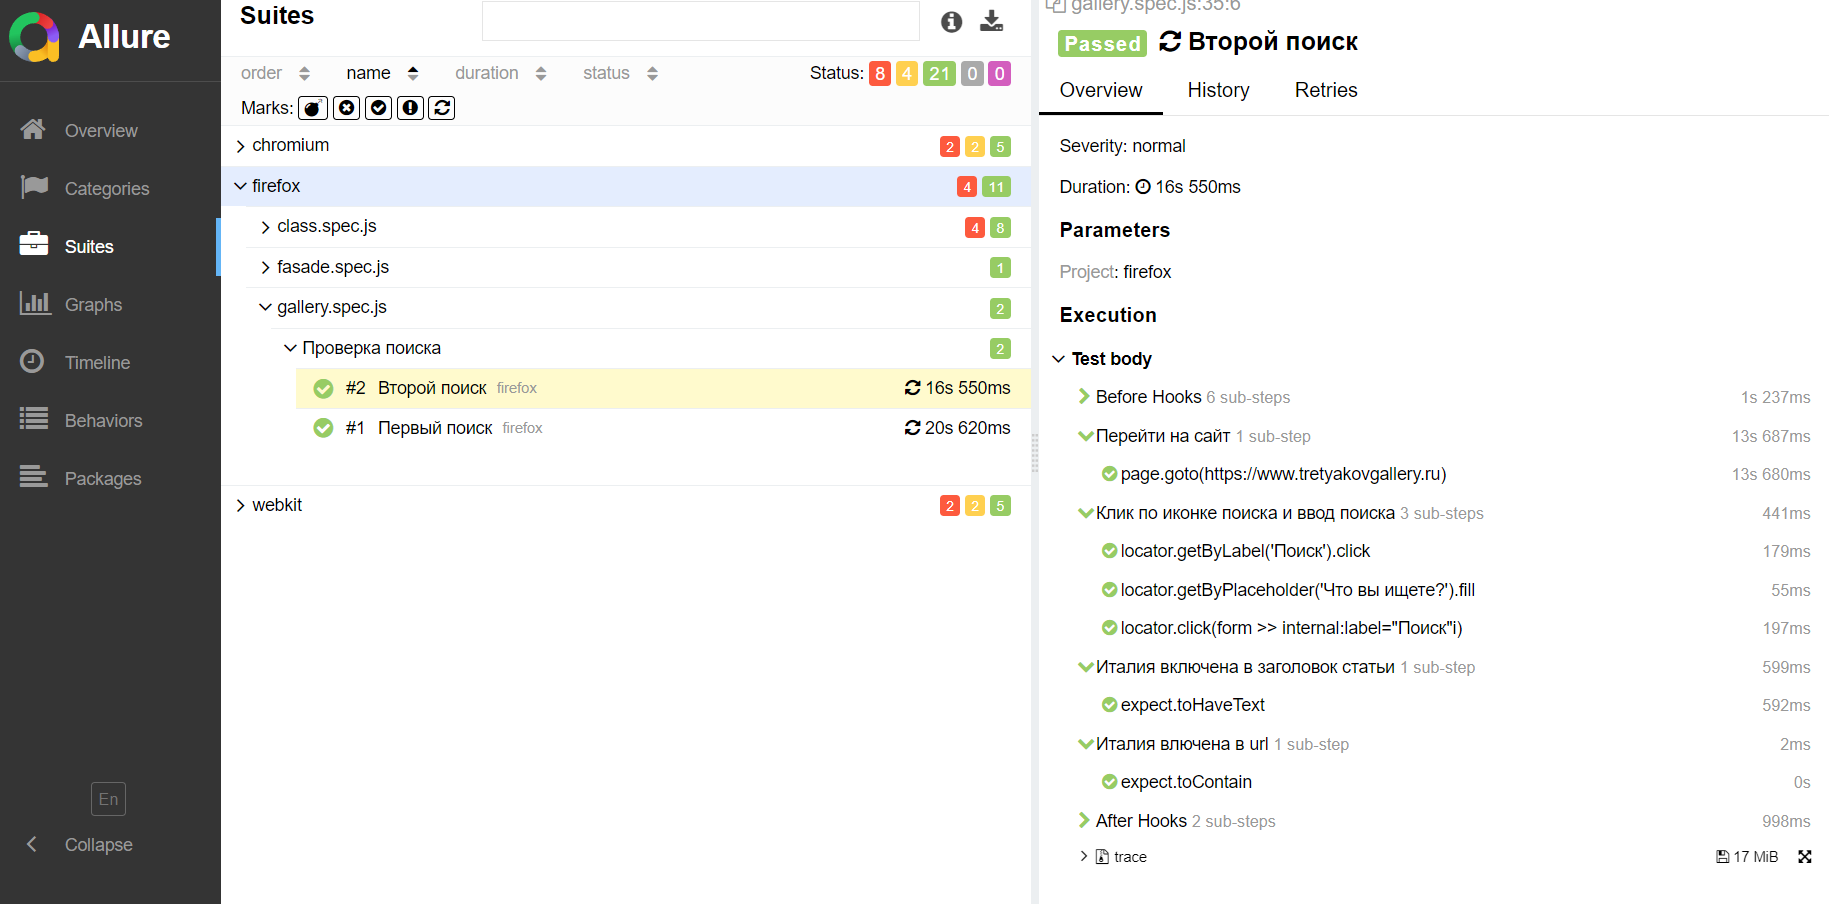 Allure
Overview
Categories
Suites
Graphs
Timeline
Behaviors
Packages
En
Collapse
Suites
order name duration status Status: 8 4 21 0 0
Marks:
chromium 2 2 5
firefox 4 11
class.spec.js 4 8
fasade.spec.js 1
gallery.spec.js 2
Проверка поиска 2
#2 Второй поиск firefox 16s 550ms
#1 Первый поиск firefox 20s 620ms
webkit 2 2 5
gallery.spec.js:35:6
Passed Второй поиск
Overview History Retries
Severity: normal
Duration: 16s 550ms
Parameters
Project: firefox
Execution
Test body
Before Hooks 6 sub-steps 1s 237ms
Перейти на сайт 1 sub-step 13s 687ms
page.goto(https://www.tretyakovgallery.ru) 13s 680ms
Клик по иконке поиска и ввод поиска 3 sub-steps 441ms
locator.getByLabel('Поиск').click 179ms
locator.getByPlaceholder('Что вы ищете?').fill 55ms
locator.click(form >> internal:label="Поиск"i) 197ms
Италия включена в заголовок статьи 1 sub-step 599ms
expect.toHaveText 592ms
Италия влючена в url 1 sub-step 2ms
expect.toContain 0s
After Hooks 2 sub-steps 998ms
trace 17 MiB